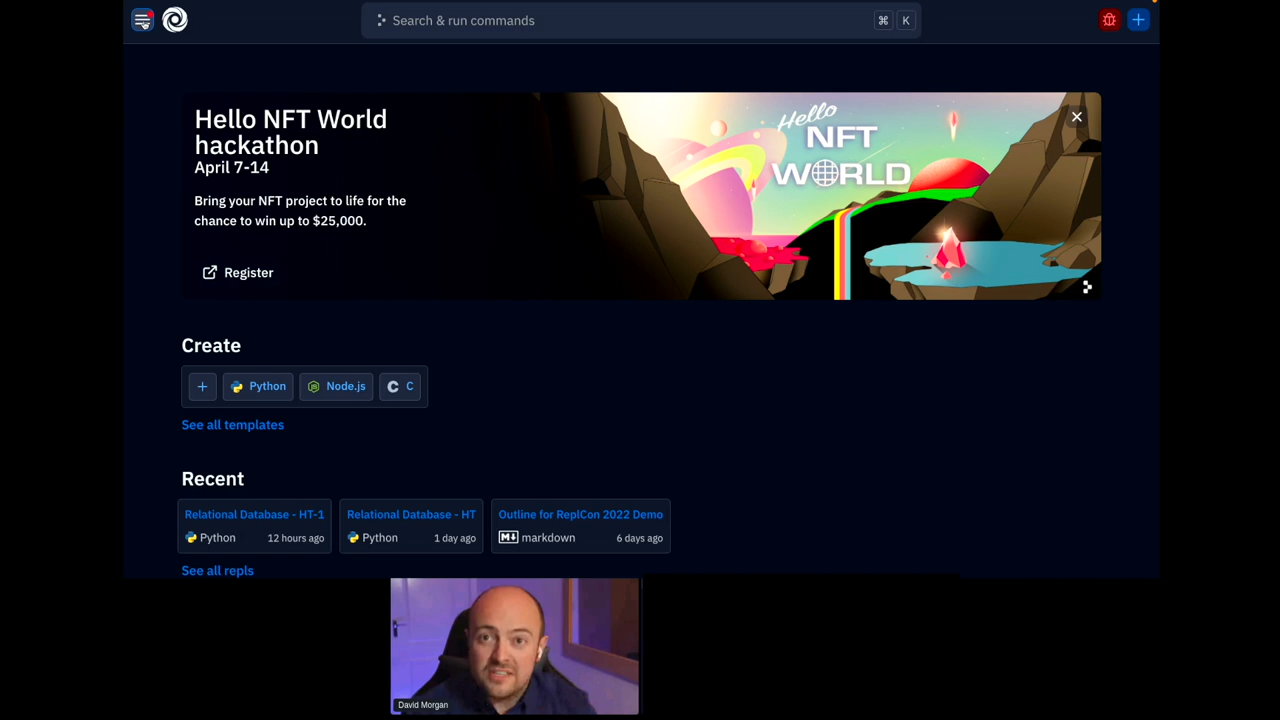 Search & run commands
⌘ K
Hello NFT World
hackathon
April 7-14
Bring your NFT project to life for the
chance to win up to $25,000.
Register
Hello
NFT
WORLD
Create
Python
Node.js
C C
See all templates
Recent
Relational Database - HT-1
Python 12 hours ago
Relational Database - HT
Python 1 day ago
Outline for ReplCon 2022 Demo
M markdown 6 days ago
See all repls
David Morgan